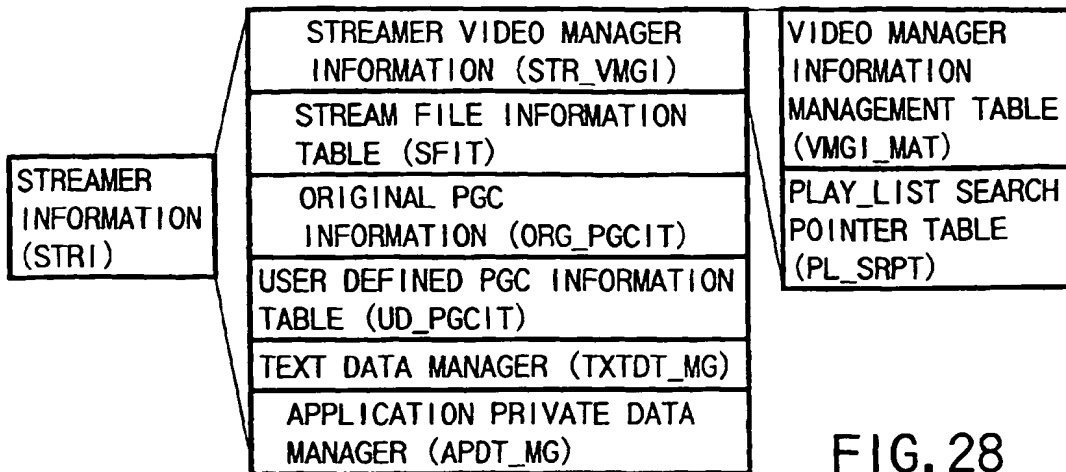 STREAMER
INFORMATION
(STRI)
STREAMER VIDEO MANAGER
INFORMATION (STR_VMGI)
STREAM FILE INFORMATION
TABLE (SFIT)
ORIGINAL PGC
INFORMATION (ORG_PGCIT)
USER DEFINED PGC INFORMATION
TABLE (UD_PGCIT)
TEXT DATA MANAGER (TXTDT_MG)
APPLICATION PRIVATE DATA
MANAGER (APDT_MG)
VIDEO MANAGER
INFORMATION
MANAGEMENT TABLE
(VMGI_MAT)
PLAY_LIST SEARCH
POINTER TABLE
(PL_SRPT)
FIG. 28